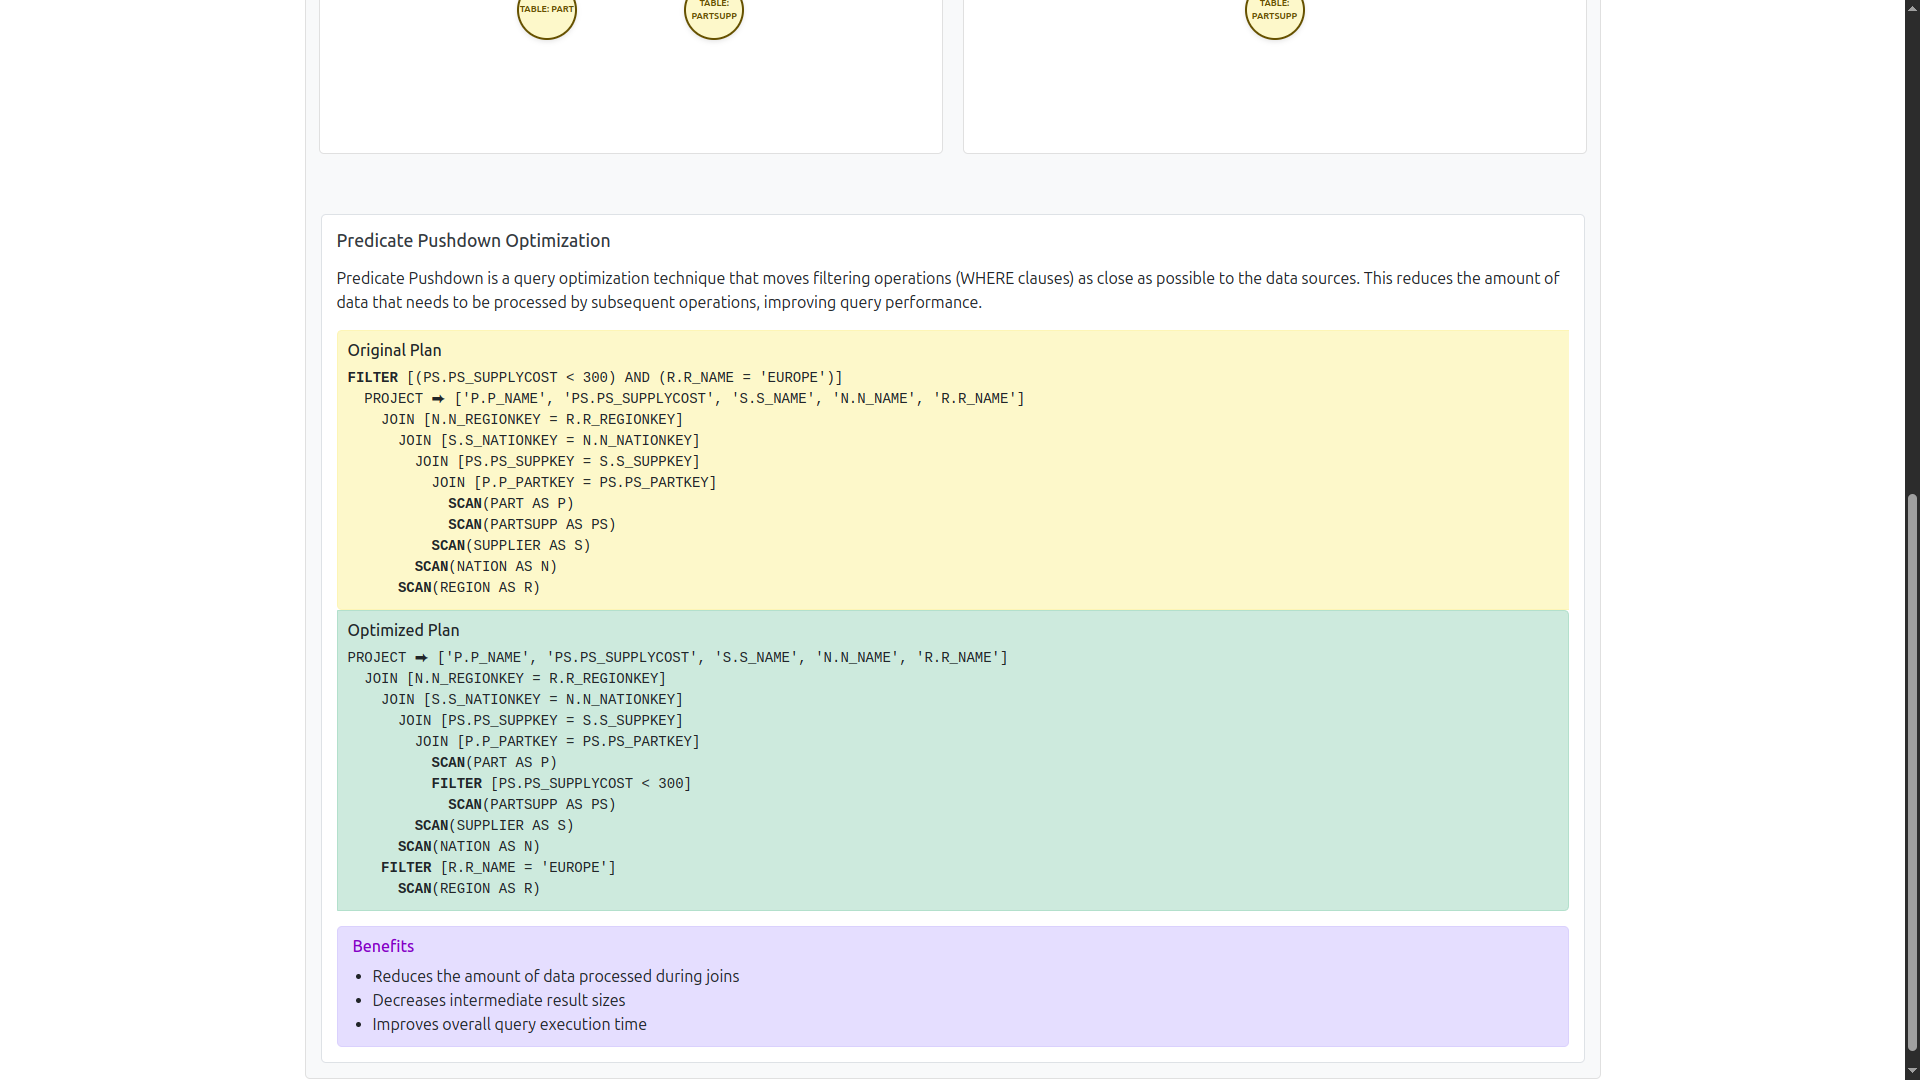 TABLE: PART
TABLE:
PARTSUPP
TABLE:
PARTSUPP
Predicate Pushdown Optimization
Predicate Pushdown is a query optimization technique that moves filtering operations (WHERE clauses) as close as possible to the data sources. This reduces the amount of
data that needs to be processed by subsequent operations, improving query performance.
Original Plan
FILTER [(PS.PS_SUPPLYCOST < 300) AND (R.R_NAME = 'EUROPE')]
  PROJECT ➡ ['P.P_NAME', 'PS.PS_SUPPLYCOST', 'S.S_NAME', 'N.N_NAME', 'R.R_NAME']
    JOIN [N.N_REGIONKEY = R.R_REGIONKEY]
      JOIN [S.S_NATIONKEY = N.N_NATIONKEY]
        JOIN [PS.PS_SUPPKEY = S.S_SUPPKEY]
          JOIN [P.P_PARTKEY = PS.PS_PARTKEY]
            SCAN(PART AS P)
            SCAN(PARTSUPP AS PS)
          SCAN(SUPPLIER AS S)
        SCAN(NATION AS N)
      SCAN(REGION AS R)
Optimized Plan
PROJECT ➡ ['P.P_NAME', 'PS.PS_SUPPLYCOST', 'S.S_NAME', 'N.N_NAME', 'R.R_NAME']
  JOIN [N.N_REGIONKEY = R.R_REGIONKEY]
    JOIN [S.S_NATIONKEY = N.N_NATIONKEY]
      JOIN [PS.PS_SUPPKEY = S.S_SUPPKEY]
        JOIN [P.P_PARTKEY = PS.PS_PARTKEY]
          SCAN(PART AS P)
          FILTER [PS.PS_SUPPLYCOST < 300]
            SCAN(PARTSUPP AS PS)
        SCAN(SUPPLIER AS S)
      SCAN(NATION AS N)
    FILTER [R.R_NAME = 'EUROPE']
      SCAN(REGION AS R)
Benefits
• Reduces the amount of data processed during joins
• Decreases intermediate result sizes
• Improves overall query execution time